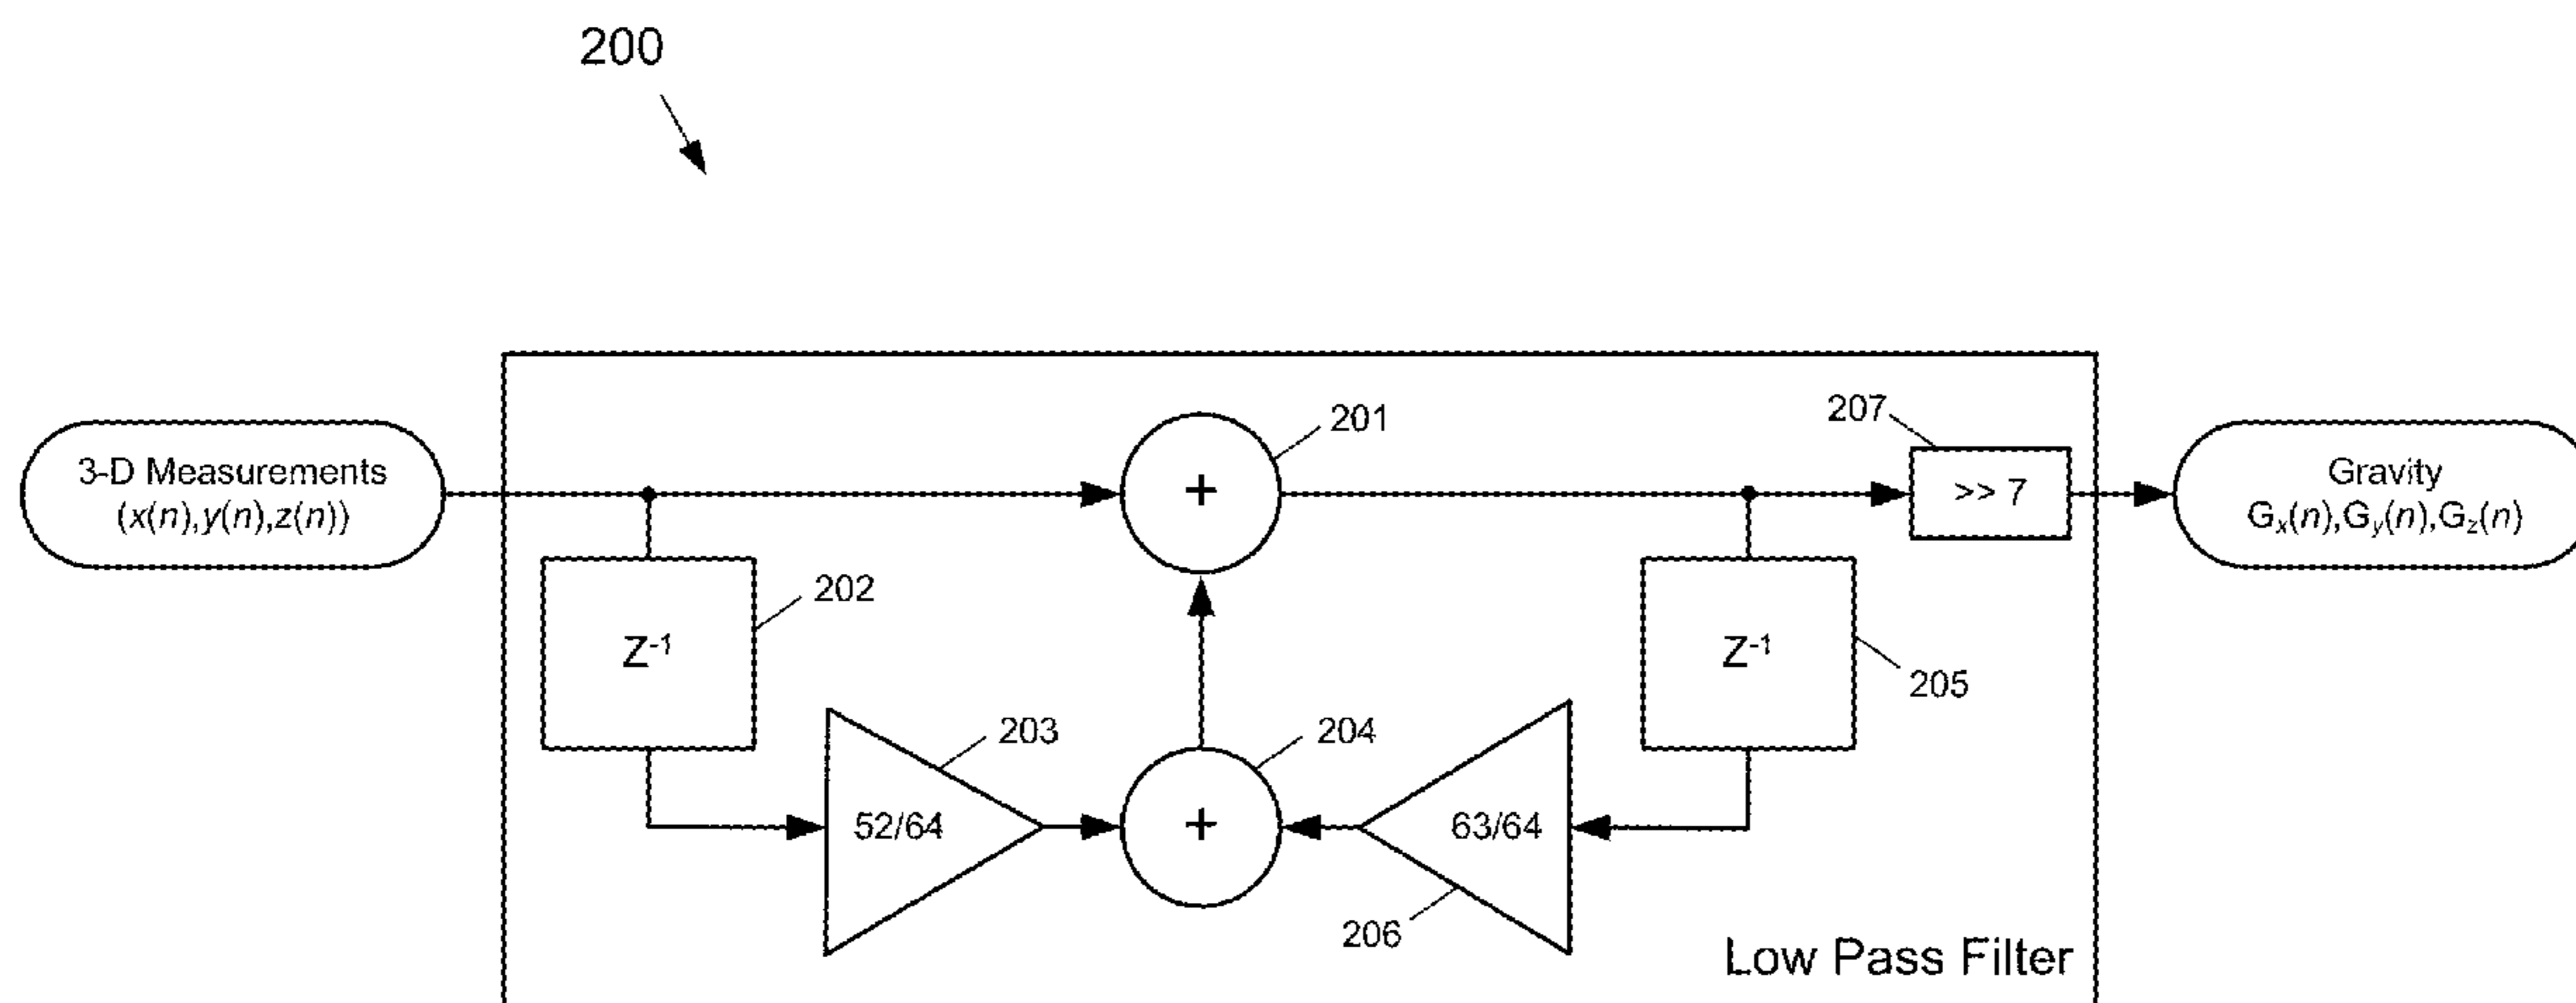 200
201
207
3-D Measurements
(x(n),y(n),z(n))
+
>> 7
Gravity
Gx(n),Gy(n),Gz(n)
202
Z-1
Z-1
205
203
204
52/64
+
63/64
206
Low Pass Filter